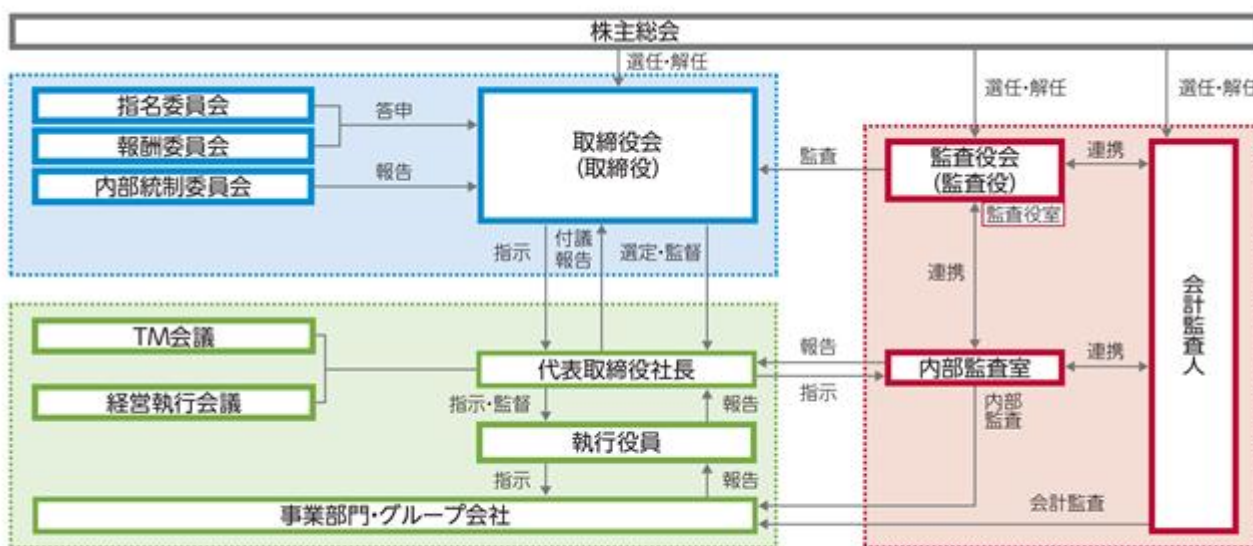 株主総会
選任・解任
選任・解任
選任・解任
指名委員会
報酬委員会
内部統制委員会
答申
報告
取締役会
(取締役)
監査
監査役会
(監査役)
監査役室
連携
会計監査人
指示
付議
報告
選定・監督
連携
TM会議
経営執行会議
代表取締役社長
報告
指示
内部監査室
連携
内部
監査
指示・監督
報告
執行役員
指示
報告
事業部門・グループ会社
会計監査